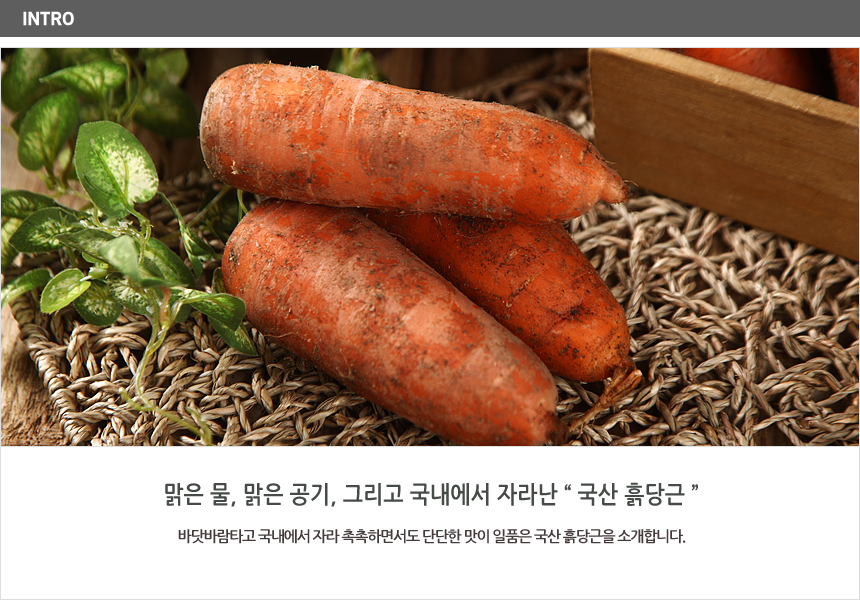 INTRO
맑은 물, 맑은 공기, 그리고 국내에서 자라난 “ 국산 흙당근 ”
바닷바람타고 국내에서 자라 촉촉하면서도 단단한 맛이 일품은 국산 흙당근을 소개합니다.